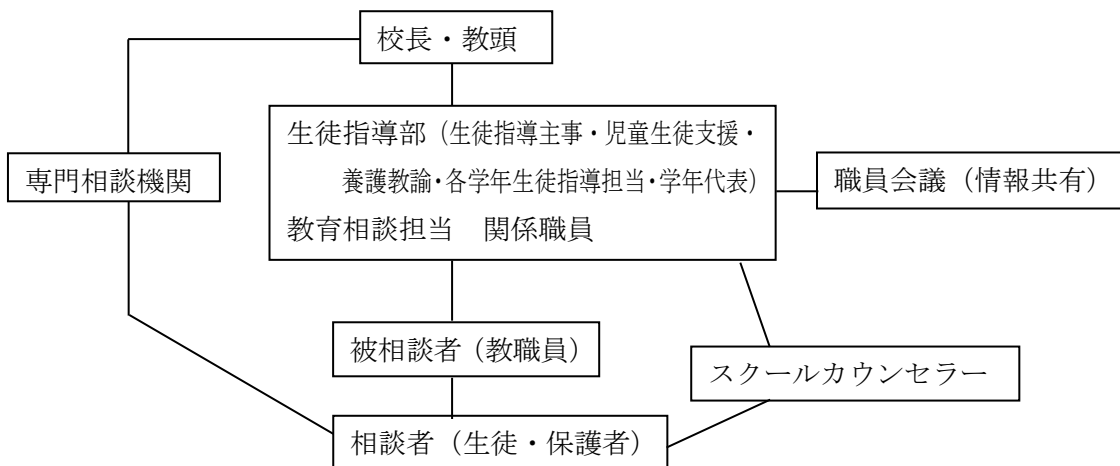 校長・教頭
生徒指導部（生徒指導主事・児童生徒支援・
養護教諭・各学年生徒指導担当・学年代表）
教育相談担当　関係職員
専門相談機関
職員会議（情報共有）
被相談者（教職員）
スクールカウンセラー
相談者（生徒・保護者）